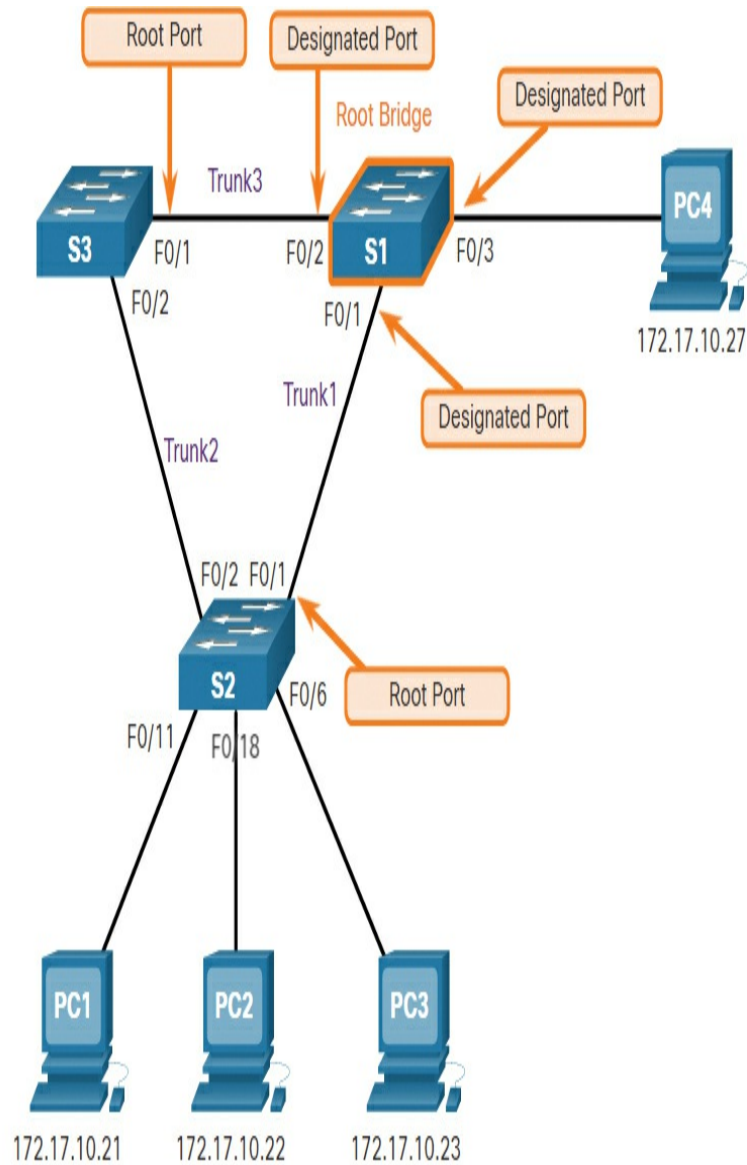 Root Port
Designated Port
Root Bridge
Designated Port
Trunk3
S3
F0/1
F0/2
S1
F0/3
PC4
F0/2
F0/1
172.17.10.27
Trunk1
Designated Port
Trunk2
F0/2 F0/1
S2
F0/6
Root Port
F0/11
F0/18
PC1
PC2
PC3
172.17.10.21
172.17.10.22
172.17.10.23